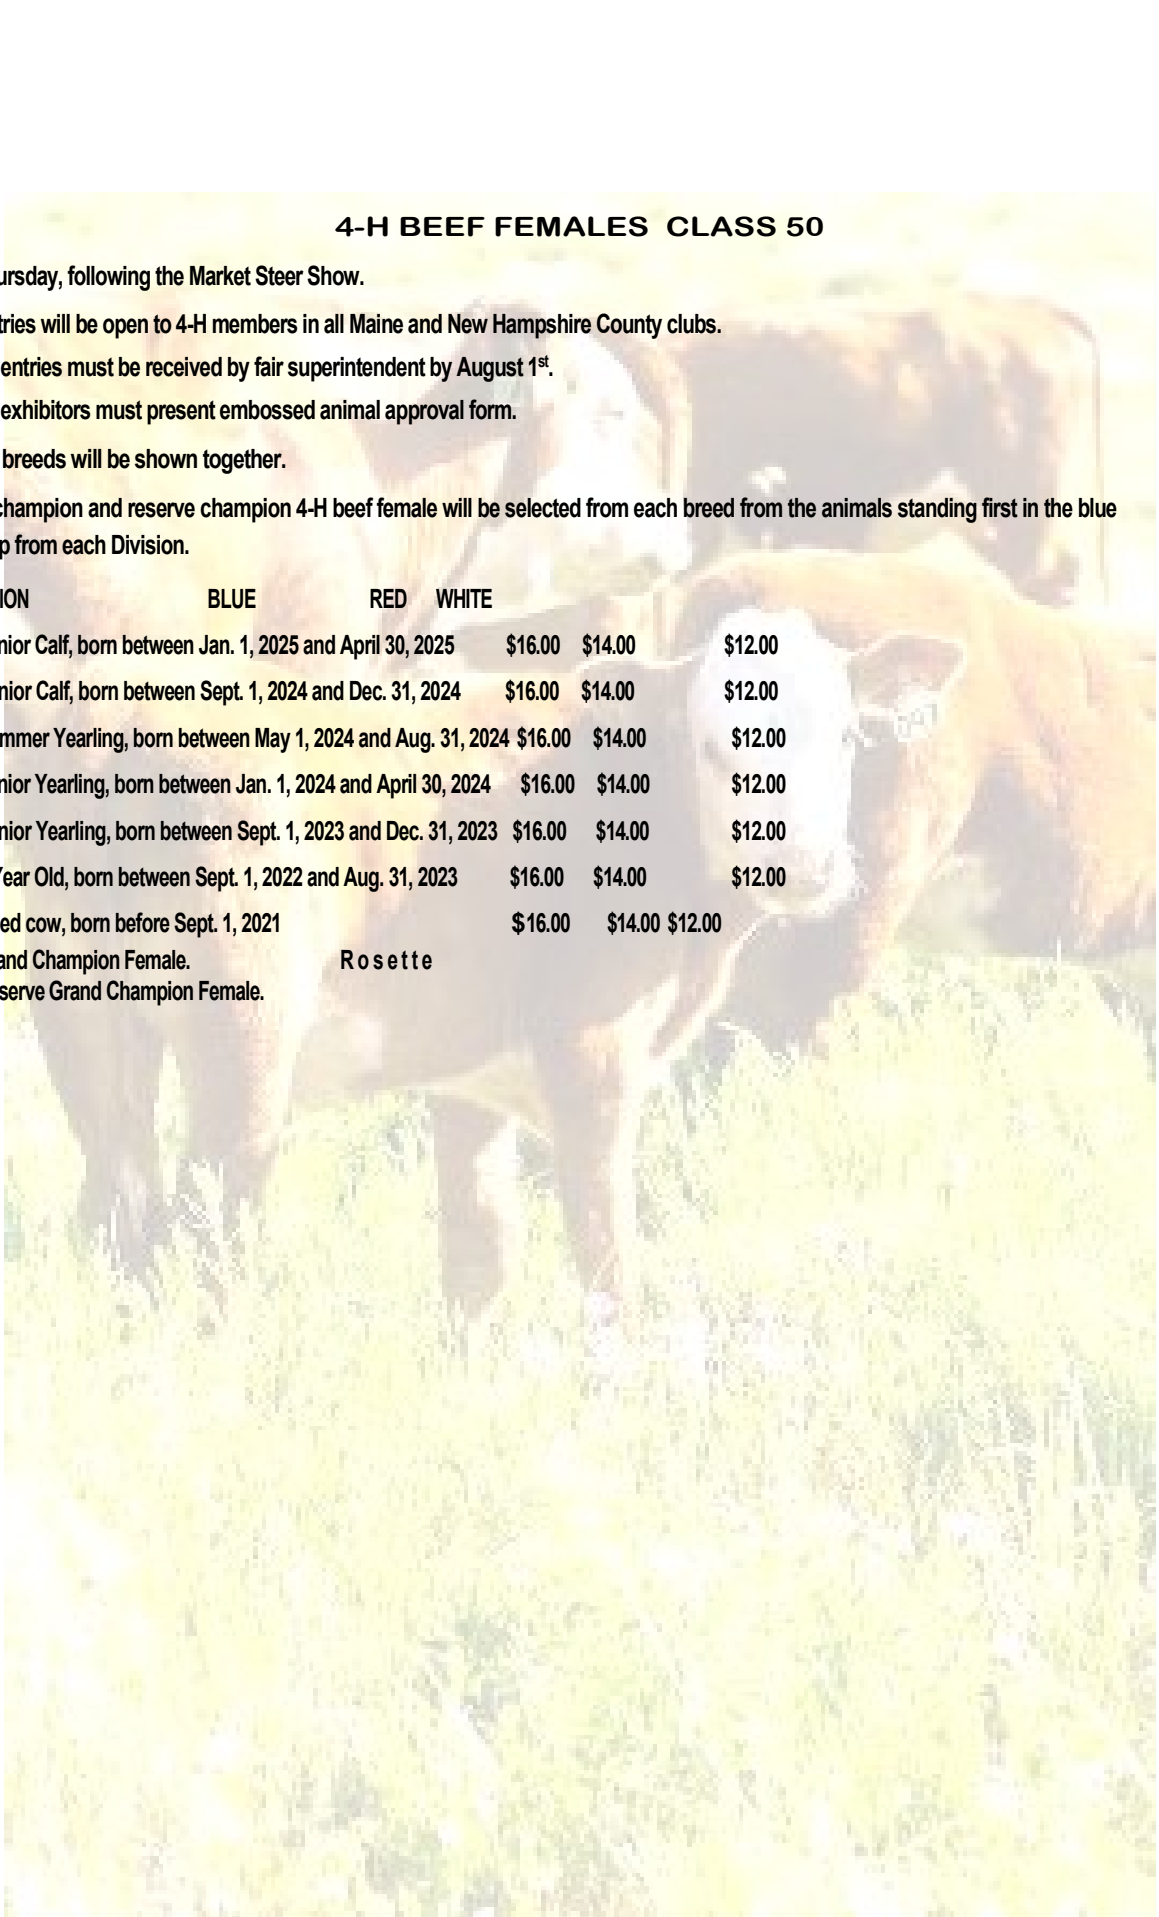 4-H BEEF FEMALES CLASS 50
ursday, following the Market Steer Show.
tries will be open to 4-H members in all Maine and New Hampshire County clubs.
entries must be received by fair superintendent by August 1st.
exhibitors must present embossed animal approval form.
breeds will be shown together.
champion and reserve champion 4-H beef female will be selected from each breed from the animals standing first in the blue
p from each Division.
ION BLUE RED WHITE
nior Calf, born between Jan. 1, 2025 and April 30, 2025 $16.00 $14.00 $12.00
nior Calf, born between Sept. 1, 2024 and Dec. 31, 2024 $16.00 $14.00 $12.00
mmer Yearling, born between May 1, 2024 and Aug. 31, 2024 $16.00 $14.00 $12.00
nior Yearling, born between Jan. 1, 2024 and April 30, 2024 $16.00 $14.00 $12.00
nior Yearling, born between Sept. 1, 2023 and Dec. 31, 2023 $16.00 $14.00 $12.00
Year Old, born between Sept. 1, 2022 and Aug. 31, 2023 $16.00 $14.00 $12.00
ed cow, born before Sept. 1, 2021 $16.00 $14.00 $12.00
and Champion Female. Rosette
serve Grand Champion Female.